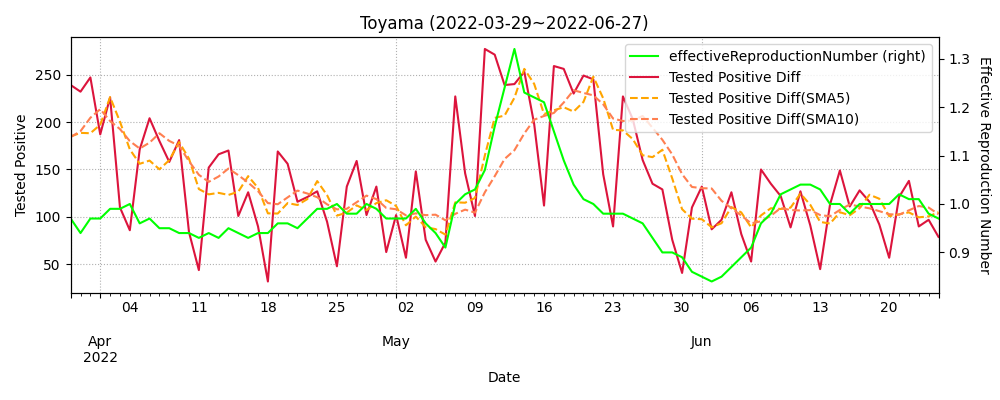 Toyama (2022-03-29~2022-06-27)
effectiveReproductionNumber (right)
Tested Positive Diff
Tested Positive Diff(SMA5)
Tested Positive Diff(SMA10)
Tested Positive
250
200
150
100
50
1.3
1.2
1.1
1.0
0.9
Effective Reproduction Number
04 11 18 25 02 09 16 23 30 06 13 20
Apr May Jun
2022
Date